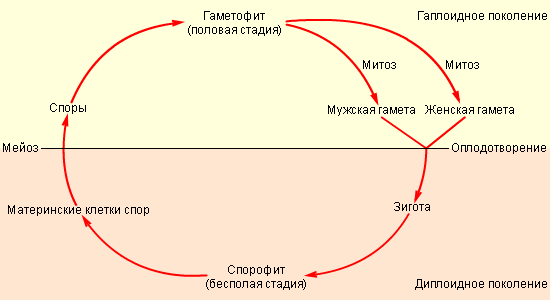 Гаметофит
(половая стадия)
Гаплоидное поколение
Митоз
Митоз
Споры
Мужская гамета
Женская гамета
Мейоз
Оплодотворение
Материнские клетки спор
Зигота
Спорофит
(бесполая стадия)
Диплоидное поколение